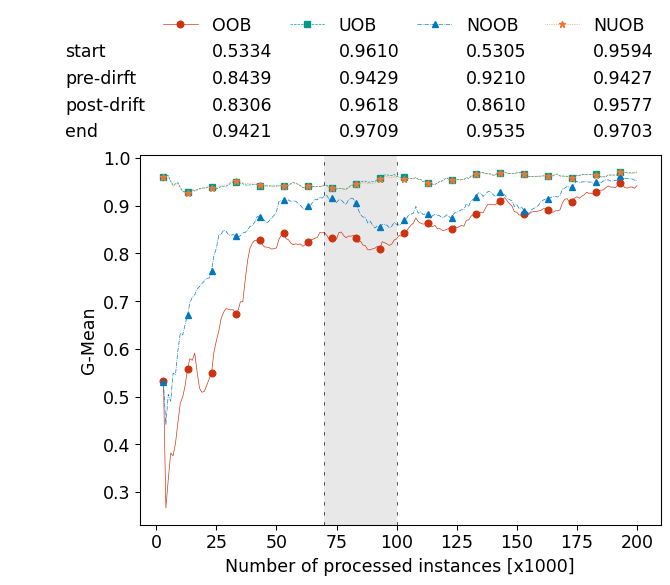 OOB UOB NOOB NUOB
start 0.5334 0.9610 0.5305 0.9594
pre-dirft 0.8439 0.9429 0.9210 0.9427
post-drift 0.8306 0.9618 0.8610 0.9577
end 0.9421 0.9709 0.9535 0.9703
1.0
0.9
0.8
0.7
0.6
0.5
0.4
0.3
G-Mean
0 25 50 75 100 125 150 175 200
Number of processed instances [x1000]